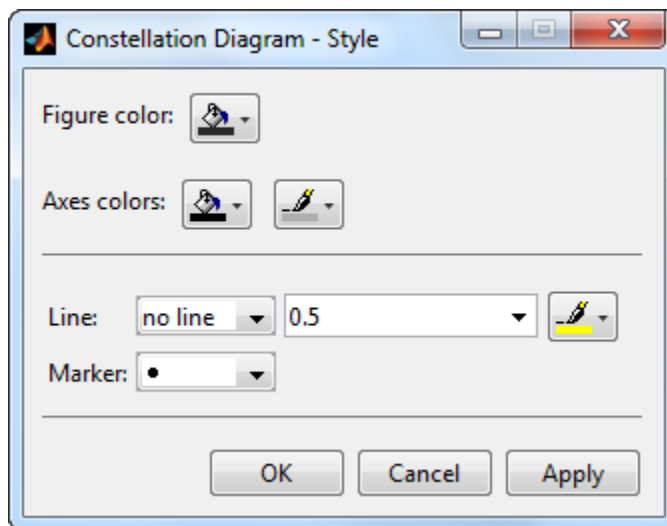 Constellation Diagram - Style
Figure color:
Axes colors:
Line: no line 0.5
Marker:
OK Cancel Apply